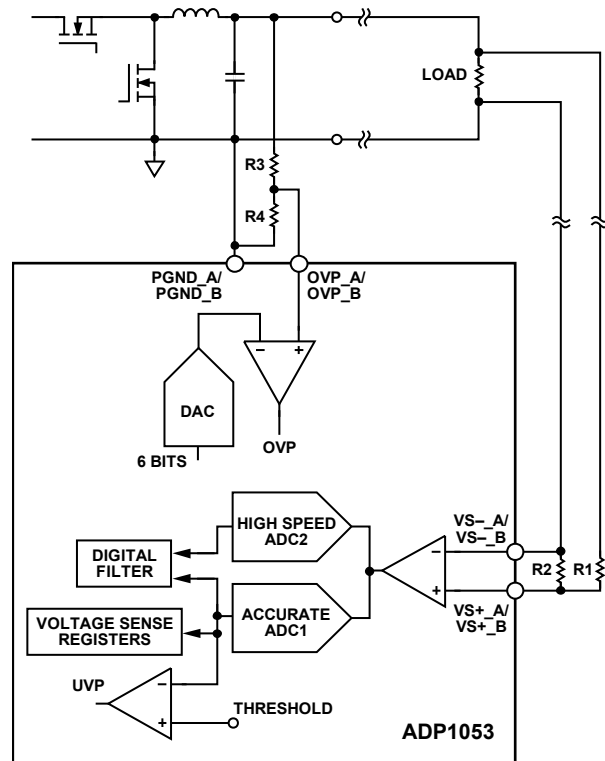 LOAD
R3
R4
PGND_A/
PGND_B
OVP_A/
OVP_B
–
+
DAC
OVP
6 BITS
HIGH SPEED
ADC2
VS–_A/
VS–_B
DIGITAL
FILTER
–
R2
R1
ACCURATE
ADC1
+
VS+_A/
VS+_B
VOLTAGE SENSE
REGISTERS
UVP
–
+
THRESHOLD
ADP1053